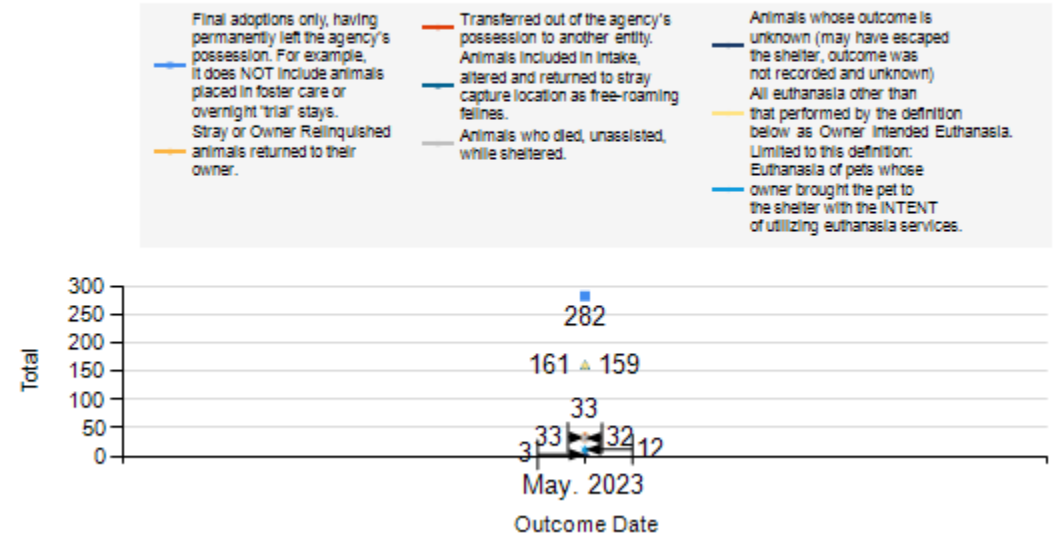 Final adoptions only, having
permanently left the agency's
possession. For example,
it does NOT include animals
placed in foster care or
overnight "trial" stays.
Stray or Owner Relinquished
animals returned to their
owner.
Transferred out of the agency's
possession to another entity.
Animals included in intake,
altered and returned to stray
capture location as free-roaming
felines.
Animals who died, unassisted,
while sheltered.
Animals whose outcome is
unknown (may have escaped
the shelter, outcome was
not recorded and unknown)
All euthanasia other than
that performed by the definition
below as Owner Intended Euthanasia.
Limited to this definition:
Euthanasia of pets whose
owner brought the pet to
the shelter with the INTENT
of utilizing euthanasia services.
300
250
200
150
100
50
0
Total
282
161 159
33
33 32
3 12
May. 2023
Outcome Date